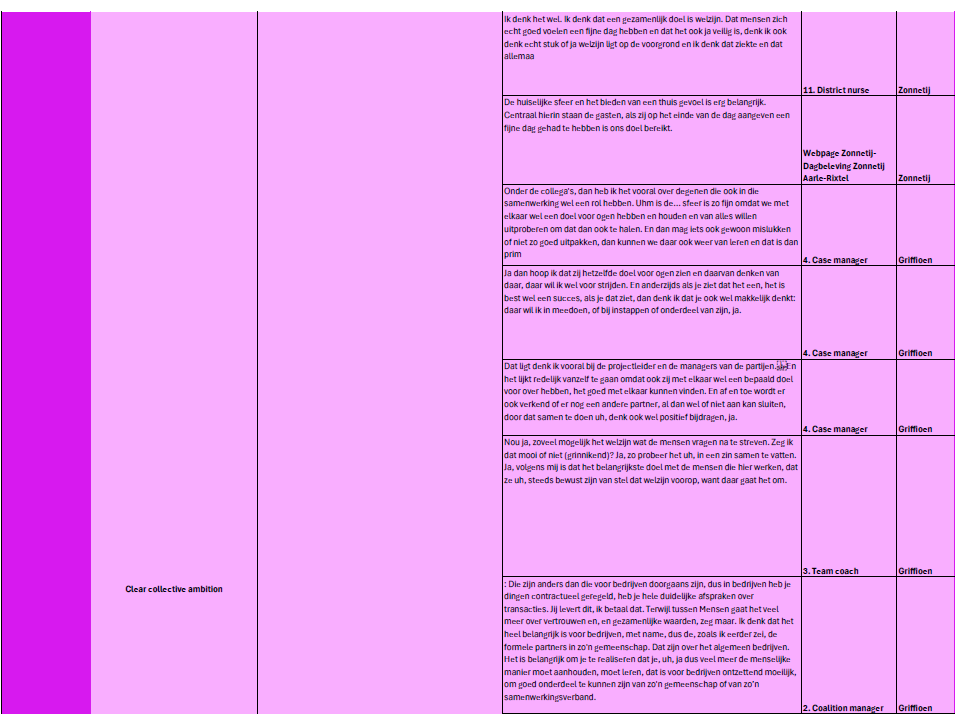 Ik denk het wel. Ik denk dat een gezamenlijk doel is welzijn. Dat mensen zich
echt goed voelen een fijne dag hebben en dat het ook ja veilig is, denk ik ook
denk echt stuk of ja welzijn ligt op de voorgrond en ik denk dat ziekte en dat
allemaa
11. District nurse
Zonnetij
De huiselijke sfeer en het bieden van een thuis gevoel is erg belangrijk.
Centraal hierin staan de gasten, als zij op het einde van de dag aangeven een
fijne dag gehad te hebben is ons doel bereikt.
Webpage Zonnetij-
Dagbeleving Zonnetij
Aarle-Rixtel
Zonnetij
Onder de collega's, dan heb ik het vooral over degenen die ook in die
samenwerking wel een rol hebben. Uhm is de... sfeer is zo fijn omdat we met
elkaar wel een doel voor ogen hebben en houden en van alles willen
uitproberen om dat dan ook te halen. En dan mag iets ook gewoon mislukken
of niet zo goed uitpakken, dan kunnen we daar ook weer van leren en dat is dan
prim
4. Case manager
Griffioen
Ja dan hoop ik dat zij hetzelfde doel voor ogen zien en daarvan denken van
daar, daar wil ik wel voor strijden. En anderzijds als je ziet dat het een, het is
best wel een succes, als je dat ziet, dan denk ik dat je ook wel makkelijk denkt:
daar wil ik in meedoen, of bij instappen of onderdeel van zijn, ja.
4. Case manager
Griffioen
Dat ligt denk ik vooral bij de projectleider en de managers van de partijen. En
het lijkt redelijk vanzelf te gaan omdat ook zij met elkaar wel een bepaald doel
voor over hebben, het goed met elkaar kunnen vinden. En af en toe wordt er
ook verkend of er nog een andere partner, al dan wel of niet aan kan sluiten,
door dat samen te doen uh, denk ook wel positief bijdragen, ja.
4. Case manager
Griffioen
Nou ja, zoveel mogelijk het welzijn wat de mensen vragen na te streven. Zeg ik
dat mooi of niet (grinnikend)? Ja, zo probeer het uh, in een zin samen te vatten.
Ja, volgens mij is dat het belangrijkste doel met de mensen die hier werken, dat
ze uh, steeds bewust zijn van stel dat welzijn voorop, want daar gaat het om.
3. Team coach
Griffioen
Clear collective ambition
: Die zijn anders dan die voor bedrijven doorgaans zijn, dus in bedrijven heb je
dingen contractueel geregeld, heb je hele duidelijke afspraken over
transacties. Jij levert dit, ik betaal dat. Terwijl tussen Mensen gaat het veel
meer over vertrouwen en, en gezamenlijke waarden, zeg maar. Ik denk dat het
heel belangrijk is voor bedrijven, met name, dus de, zoals ik eerder zei, de
formele partners in zo'n gemeenschap. Dat zijn over het algemeen bedrijven.
Het is belangrijk om je te realiseren dat je, uh, ja dus veel meer de menselijke
manier moet aanhouden, moet leren, dat is voor bedrijven ontzettend moeilijk,
om goed onderdeel te kunnen zijn van zo'n gemeenschap of van zo'n
samenwerkingsverband.
2. Coalition manager
Griffioen